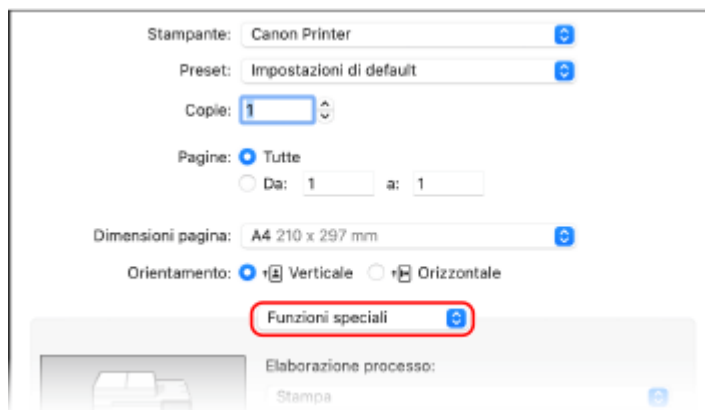 Stampante: Canon Printer
Preset: Impostazioni di default
Copie: 1
Pagine: Tutte
Da: 1 a: 1
Dimensioni pagina: A4 210 x 297 mm
Orientamento: Verticale Orizzontale
Funzioni speciali
Elaborazione processo:
Stampa